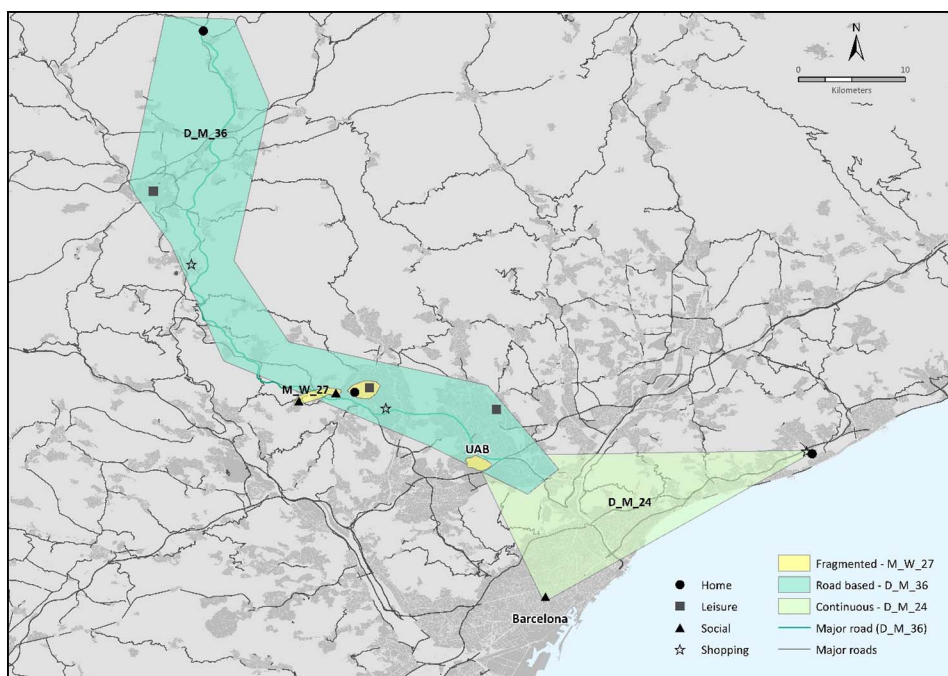 N
0
10
Kilometers
D_M_36
M_W_27
UAB
D_M_24
Barcelona
Home
Leisure
Social
Shopping
Fragmented - M_W_27
Road based - D_M_36
Continuous - D_M_24
Major road (D_M_36)
Major roads